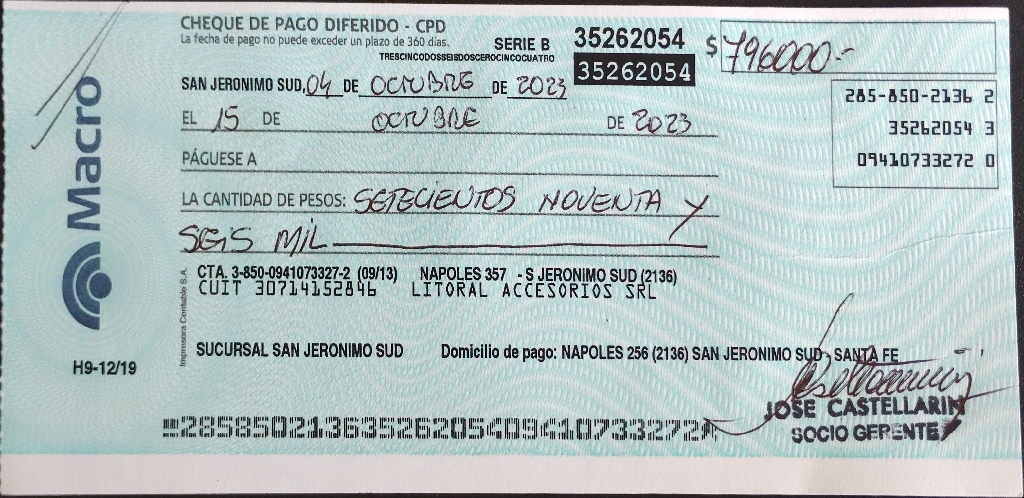 CHEQUE DE PAGO DIFERIDO - CPD
La fecha de pago no puede exceder un plazo de 360 días.
SERIE B 35262054 $ 796000.-
TRESCINCODOSSEISDOSCEROCINCOCUATRO
35262054
SAN JERONIMO SUD, 04 DE OCTUBRE DE 2023
285-850-2136 2
EL 15 DE OCTUBRE DE 2023
35262054 3
09410733272 0
PÁGUESE A
LA CANTIDAD DE PESOS: SETECIENTOS NOVENTA Y
SEIS MIL
Macro
CTA. 3-850-0941073327-2 (09/13) NAPOLES 357 - S JERONIMO SUD (2136)
CUIT 30714152846 LITORAL ACCESORIOS SRL
Impresora Contable S.A.
SUCURSAL SAN JERONIMO SUD Domicilio de pago: NAPOLES 256 (2136) SAN JERONIMO SUD, SANTA FE
H9-12/19
JOSE CASTELLARIN
SOCIO GERENTE
28585021363526205409410733272